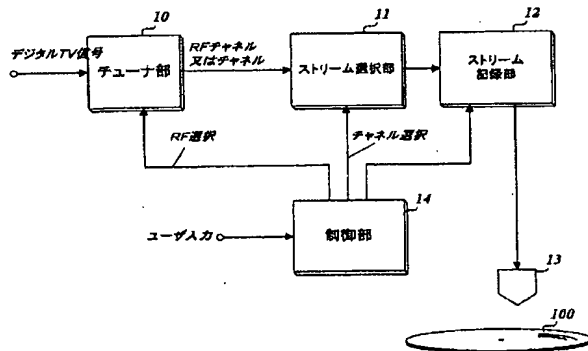 10
11
12
デジタルTV信号
チューナ部
RFチャネル
又はチャネル
ストリーム選択部
ストリーム
記録部
RF選択
チャネル選択
14
ユーザ入力
制御部
13
100